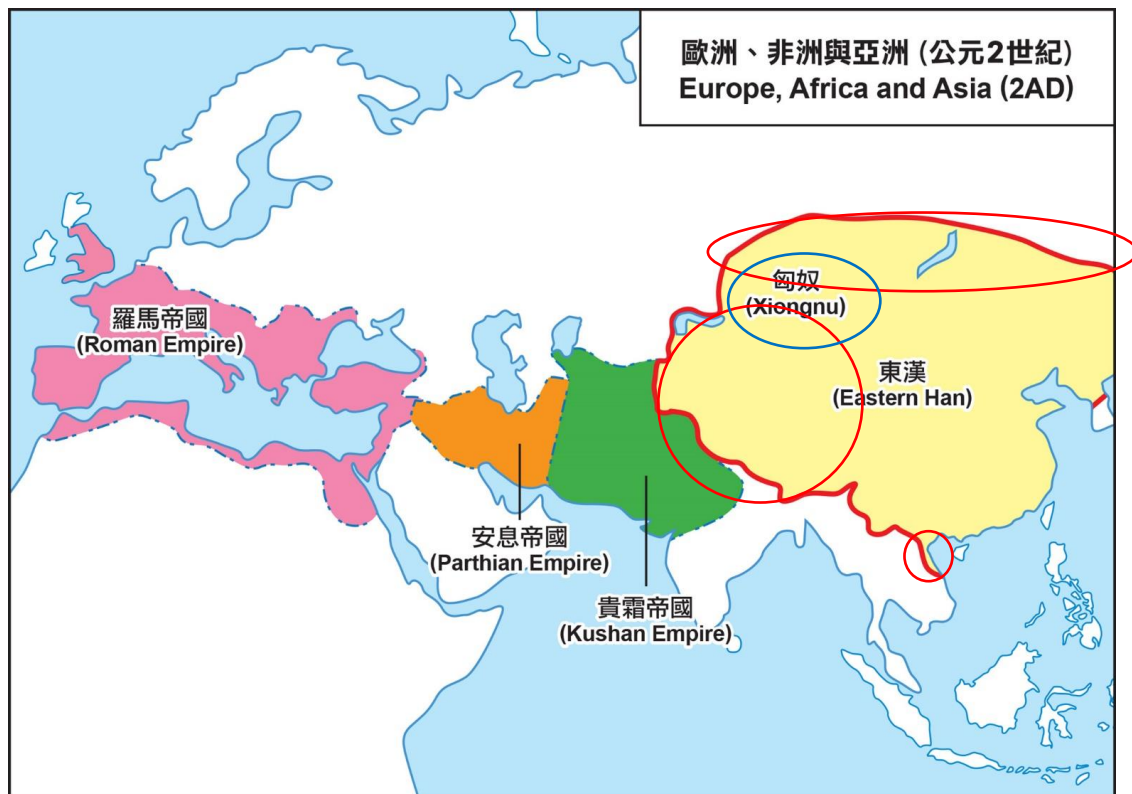 歐洲、非洲與亞洲 (公元2世紀)
Europe, Africa and Asia (2AD)
匈奴
(Xiongnu)
羅馬帝國
(Roman Empire)
東漢
(Eastern Han)
安息帝國
(Parthian Empire)
貴霜帝國
(Kushan Empire)